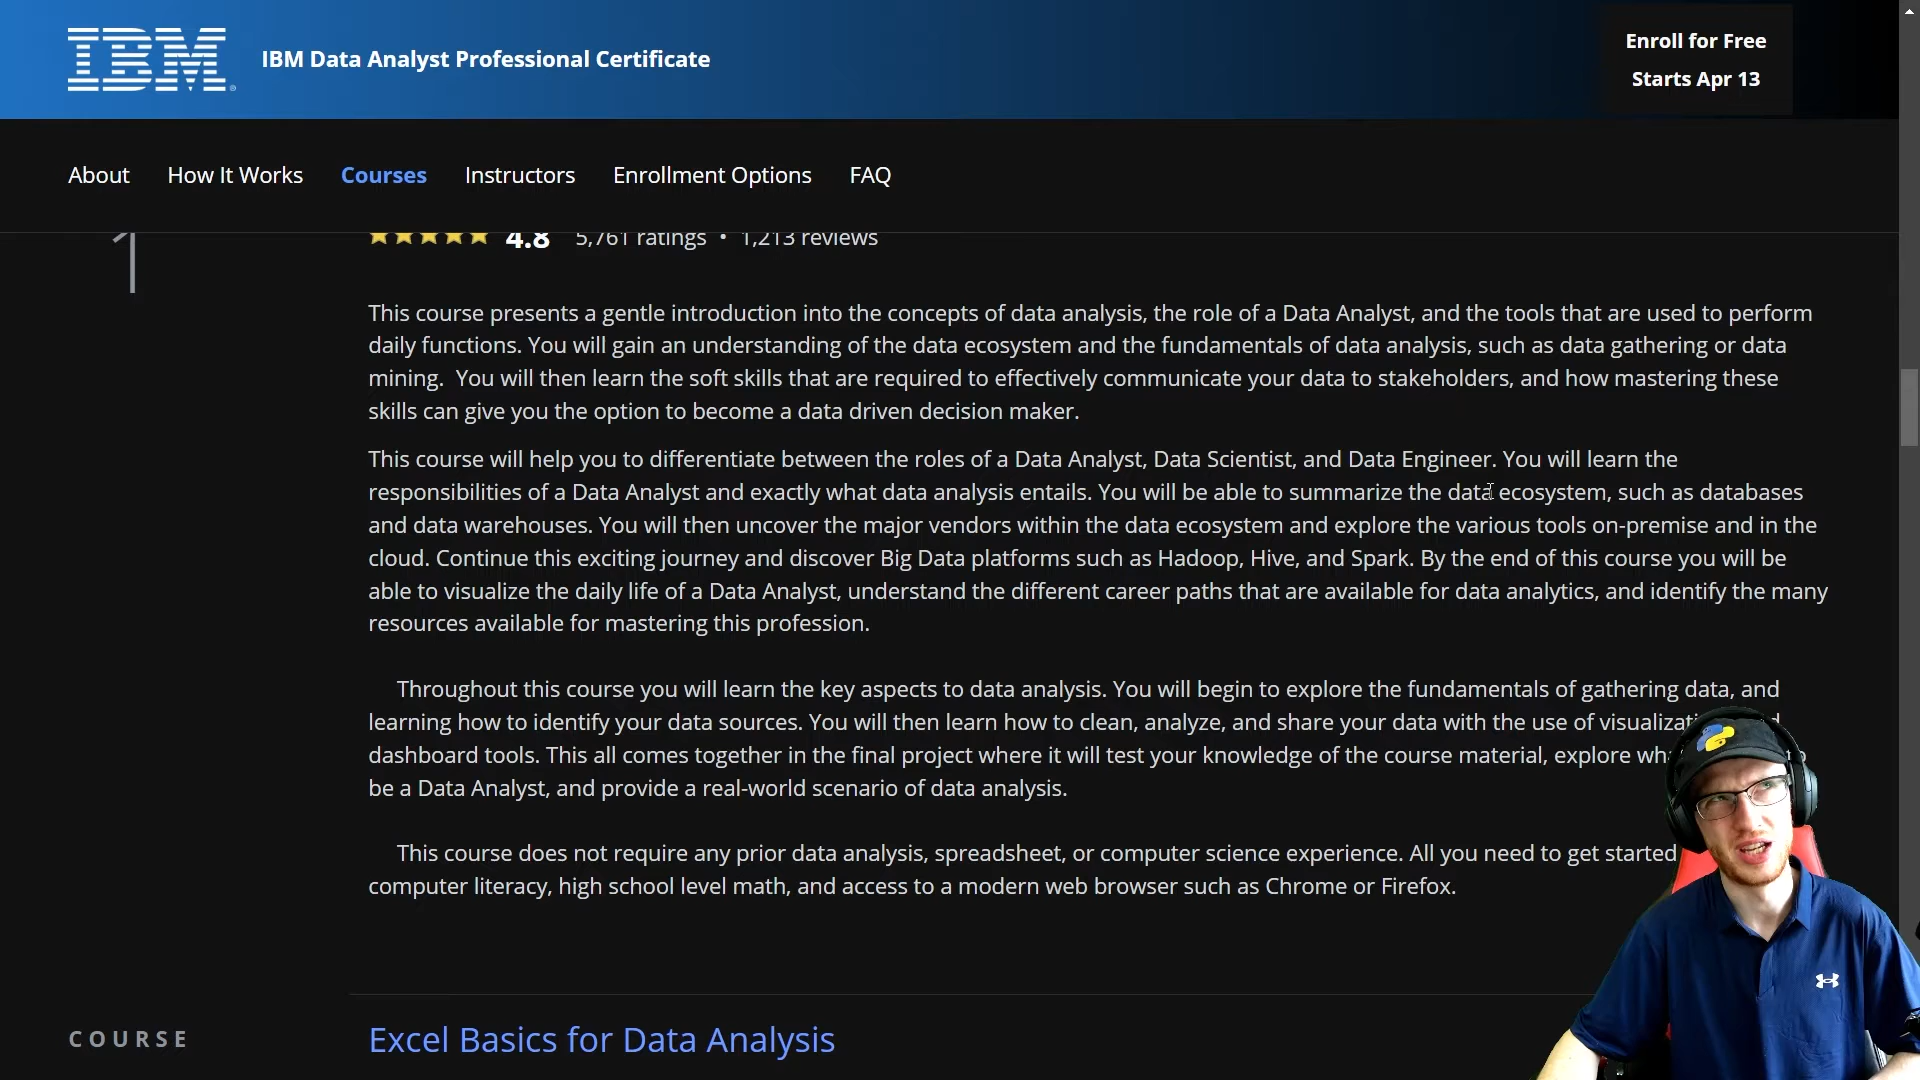 IBM
IBM Data Analyst Professional Certificate
Enroll for Free
Starts Apr 13
About How It Works Courses Instructors Enrollment Options FAQ
1
4.8 5,761 ratings • 1,213 reviews
This course presents a gentle introduction into the concepts of data analysis, the role of a Data Analyst, and the tools that are used to perform
daily functions. You will gain an understanding of the data ecosystem and the fundamentals of data analysis, such as data gathering or data
mining.  You will then learn the soft skills that are required to effectively communicate your data to stakeholders, and how mastering these
skills can give you the option to become a data driven decision maker.
This course will help you to differentiate between the roles of a Data Analyst, Data Scientist, and Data Engineer. You will learn the
responsibilities of a Data Analyst and exactly what data analysis entails. You will be able to summarize the data ecosystem, such as databases
and data warehouses. You will then uncover the major vendors within the data ecosystem and explore the various tools on-premise and in the
cloud. Continue this exciting journey and discover Big Data platforms such as Hadoop, Hive, and Spark. By the end of this course you will be
able to visualize the daily life of a Data Analyst, understand the different career paths that are available for data analytics, and identify the many
resources available for mastering this profession.
Throughout this course you will learn the key aspects to data analysis. You will begin to explore the fundamentals of gathering data, and
learning how to identify your data sources. You will then learn how to clean, analyze, and share your data with the use of
dashboard tools. This all comes together in the final project where it will test your knowledge of the course material, explore
be a Data Analyst, and provide a real-world scenario of data analysis.
This course does not require any prior data analysis, spreadsheet, or computer science experience. All you need to get started
computer literacy, high school level math, and access to a modern web browser such as Chrome or Firefox.
COURSE
Excel Basics for Data Analysis